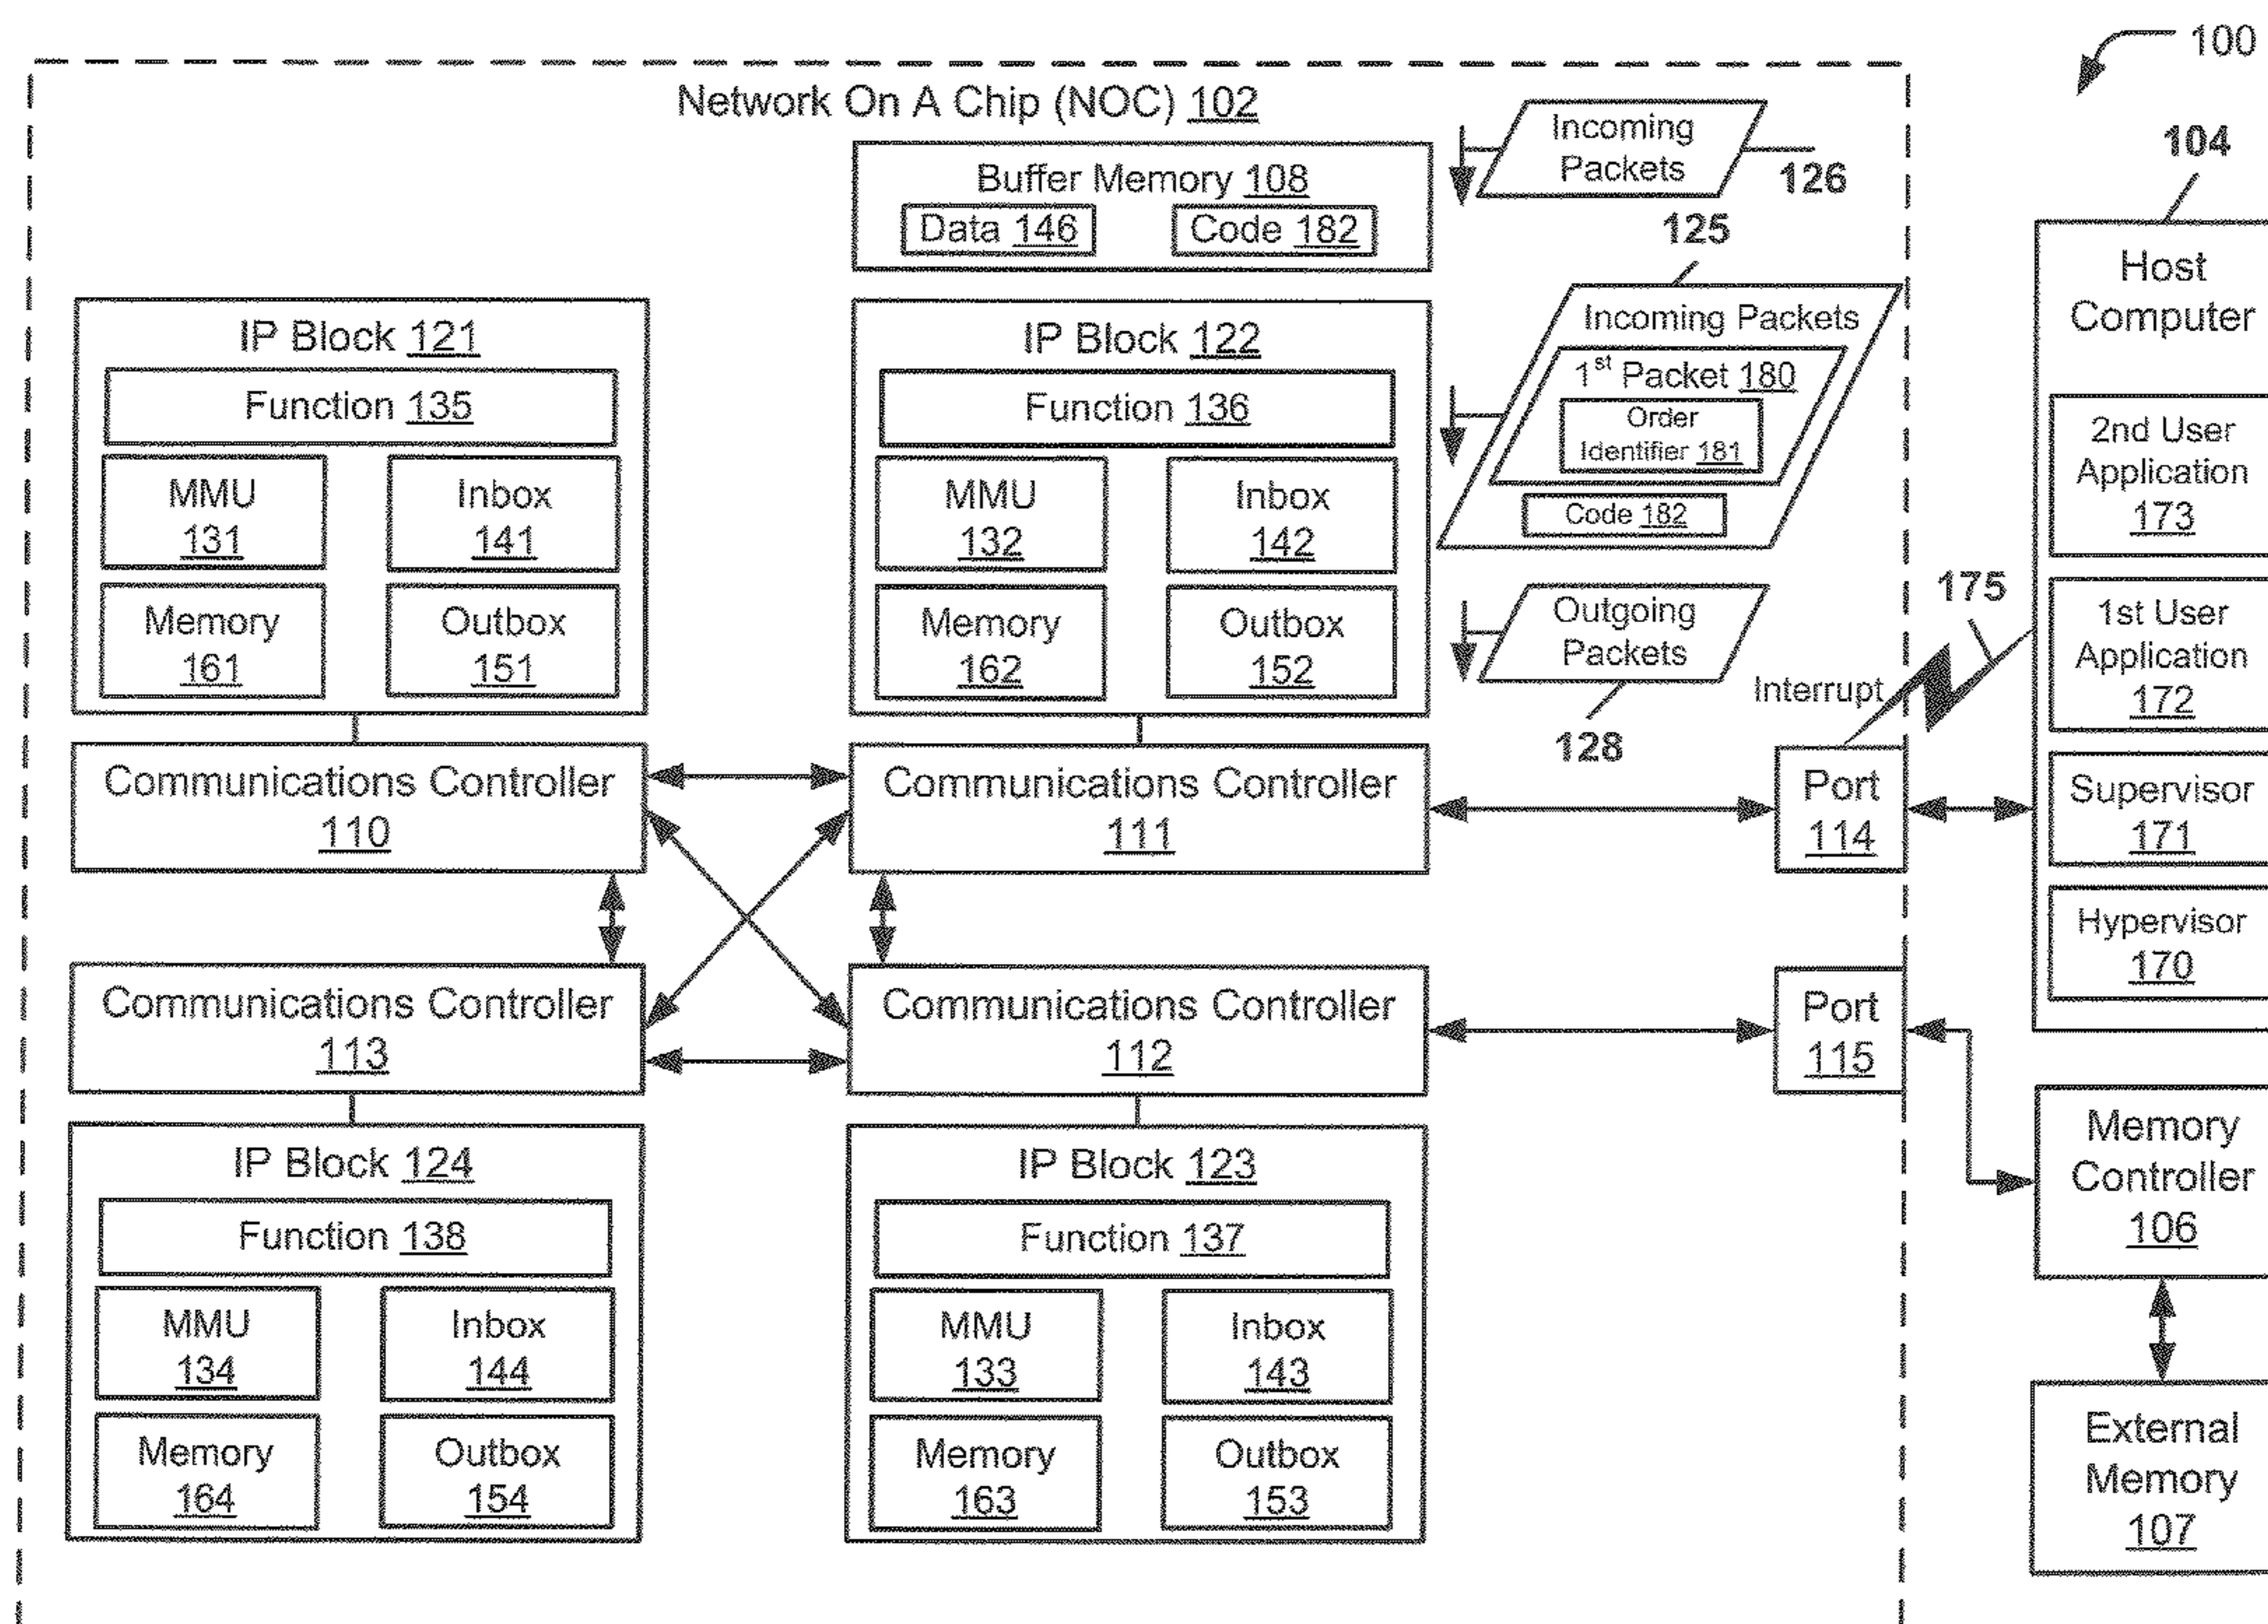 100
Network On A Chip (NOC) 102
104
Incoming
Packets
126
Buffer Memory 108
Data 146
Code 182
125
Host
Computer
IP Block 121
Function 135
MMU
131
Inbox
141
Memory
161
Outbox
151
IP Block 122
Function 136
MMU
132
Inbox
142
Memory
162
Outbox
152
Incoming Packets
1st Packet 180
Order
Identifier 181
Code 182
Outgoing
Packets
128
2nd User
Application
173
1st User
Application
172
175
Interrupt
Supervisor
171
Hypervisor
170
Communications Controller
110
Communications Controller
111
Port
114
Communications Controller
113
Communications Controller
112
Port
115
IP Block 124
Function 138
MMU
134
Inbox
144
Memory
164
Outbox
154
IP Block 123
Function 137
MMU
133
Inbox
143
Memory
163
Outbox
153
Memory
Controller
106
External
Memory
107